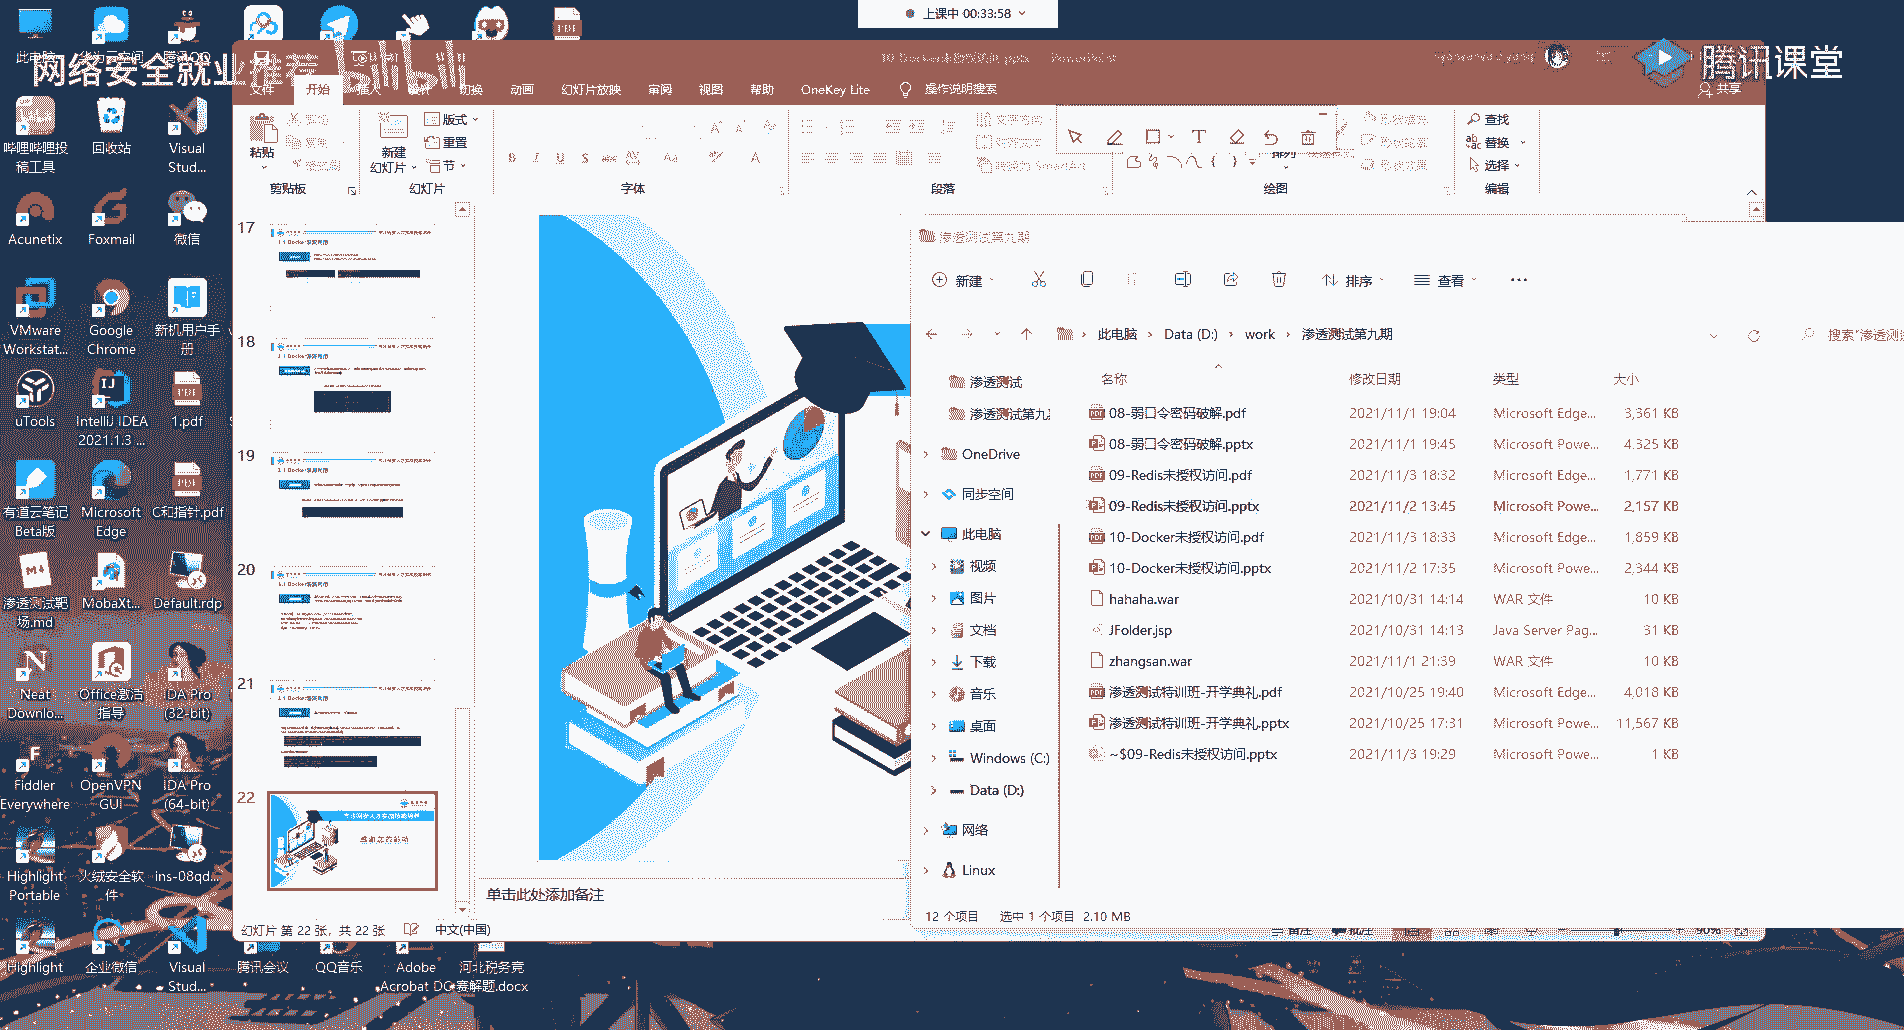 上课中 00:33:58
网络安全就业
bilibili
腾讯课堂
此电脑
腾讯QQ
哔哩哔哩投稿工具
回收站
Visual Stud...
Acunetix
Foxmail
微信
VMware Workstat...
Google Chrome
新机用户手册
uTools
IntelliJ IDEA 2021.1.3 ...
1.pdf
有道云笔记Beta版
Microsoft Edge
C和指针.pdf
渗透测试靶场.md
MobaXt...
Default.rdp
Neat Downlo...
Office激活指导
IDA Pro (32-bit)
Fiddler Everywhere
OpenVPN GUI
IDA Pro (64-bit)
Highlight Portable
火绒安全软件
ins-08qd...
Highlight
企业微信
Visual Stud...
腾讯会议
QQ音乐
Adobe Acrobat DC
河北税务竞赛解题.docx
10-Docker未授权访问.pptx - PowerPoint
文件 开始 插入 切换 动画 幻灯片放映 审阅 视图 帮助 OneKey Lite 操作说明搜索
共享
粘贴
剪贴板
新建幻灯片
版式
重置
节
幻灯片
字体
段落
排列
绘图
查找
替换
选择
编辑
17
18
19
20
21
22
单击此处添加备注
幻灯片 第 22 张，共 22 张 中文(中国)
备注 批注 90%
渗透测试第九期
新建 排序 查看 ...
此电脑 > Data (D:) > work > 渗透测试第九期
搜索"渗透测
渗透测试
渗透测试第九
OneDrive
同步空间
此电脑
视频
图片
文档
下载
音乐
桌面
Windows (C:)
Data (D:)
网络
Linux
名称 修改日期 类型 大小
08-弱口令密码破解.pdf 2021/11/1 19:04 Microsoft Edge... 3,361 KB
08-弱口令密码破解.pptx 2021/11/1 19:45 Microsoft Powe... 4,325 KB
09-Redis未授权访问.pdf 2021/11/3 18:32 Microsoft Edge... 1,771 KB
09-Redis未授权访问.pptx 2021/11/2 13:45 Microsoft Powe... 2,157 KB
10-Docker未授权访问.pdf 2021/11/3 18:33 Microsoft Edge... 1,859 KB
10-Docker未授权访问.pptx 2021/11/2 17:35 Microsoft Powe... 2,344 KB
hahaha.war 2021/10/31 14:14 WAR 文件 10 KB
JFolder.jsp 2021/10/31 14:13 Java Server Pag... 31 KB
zhangsan.war 2021/11/1 21:39 WAR 文件 10 KB
渗透测试特训班-开学典礼.pdf 2021/10/25 19:40 Microsoft Edge... 4,018 KB
渗透测试特训班-开学典礼.pptx 2021/10/25 17:31 Microsoft Powe... 11,567 KB
~$09-Redis未授权访问.pptx 2021/11/3 19:29 Microsoft Powe... 1 KB
12 个项目 选中 1 个项目 2.10 MB